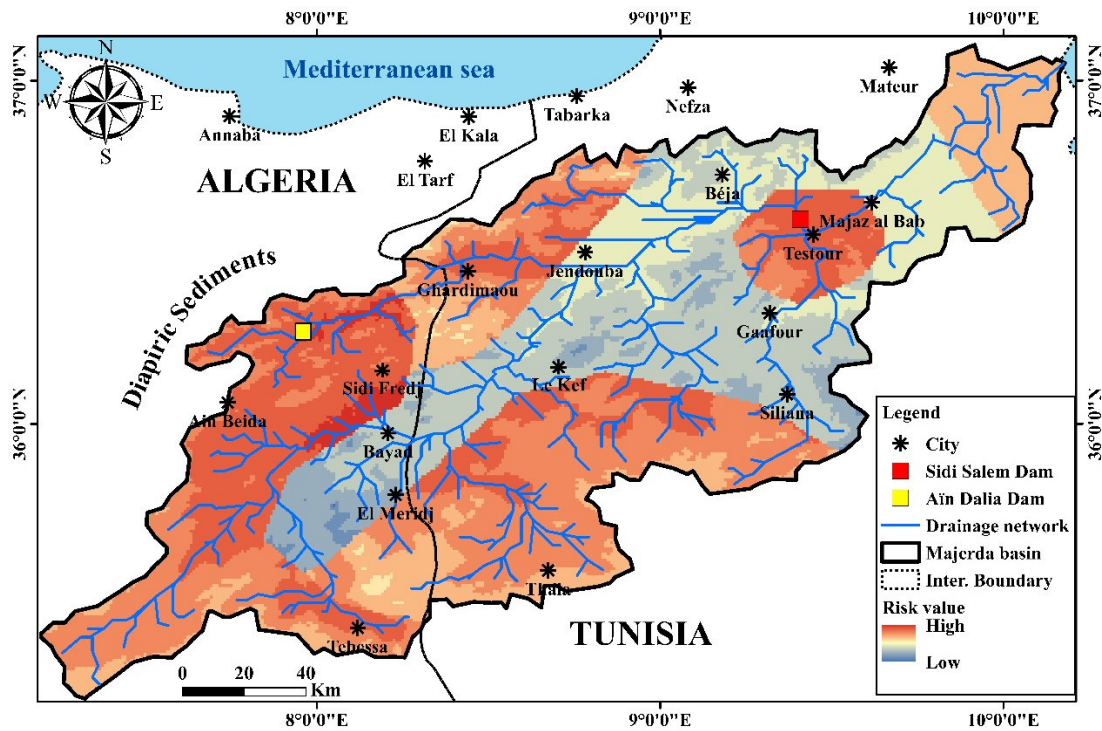 8°0'0"E 9°0'0"E 10°0'0"E
N
W E
S
Mediterranean sea
37°0'0"N
37°0'0"N
Mateur
Nefza
Tabarka
Annaba
El Kala
El Tarf
ALGERIA
Béja
Majaz al Bab
Testour
Jendouba
Ghardimaou
Diapiric Sediments
Gaafour
Sidi Fredj
Le Kef
Siliana
Ain Beida
36°0'0"N
36°0'0"N
Bayad
El Meridj
Thala
Tebessa
TUNISIA
0 20 40
Km
Legend
City
Sidi Salem Dam
Aïn Dalia Dam
Drainage network
Majerda basin
Inter. Boundary
Risk value
High
Low
8°0'0"E 9°0'0"E 10°0'0"E